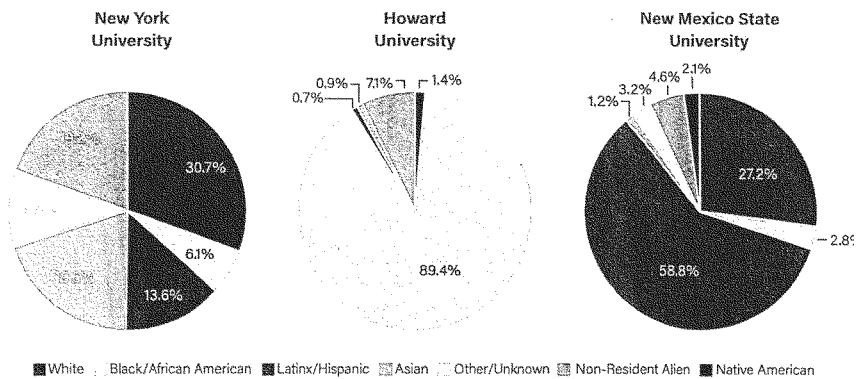 New York
University
Howard
University
New Mexico State
University
30.7%
6.1%
13.6%
0.7%
0.9%
7.1%
1.4%
89.4%
1.2%
3.2%
4.6%
2.1%
27.2%
2.8%
58.8%
White Black/African American Latinx/Hispanic Asian Other/Unknown Non-Resident Alien Native American